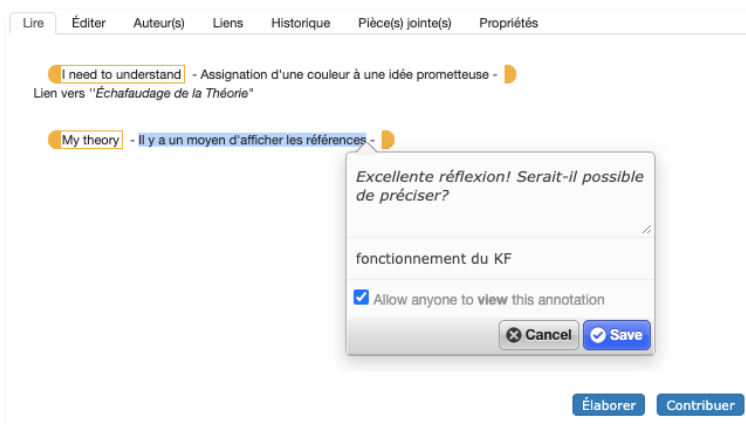 Lire Éditer Auteur(s) Liens Historique Pièce(s) jointe(s) Propriétés
I need to understand - Assignation d'une couleur à une idée prometteuse -
Lien vers "Échafaudage de la Théorie"
My theory - Il y a un moyen d'afficher les références -
Excellente réflexion! Serait-il possible
de préciser?
fonctionnement du KF
Allow anyone to view this annotation
Cancel Save
Élaborer Contribuer